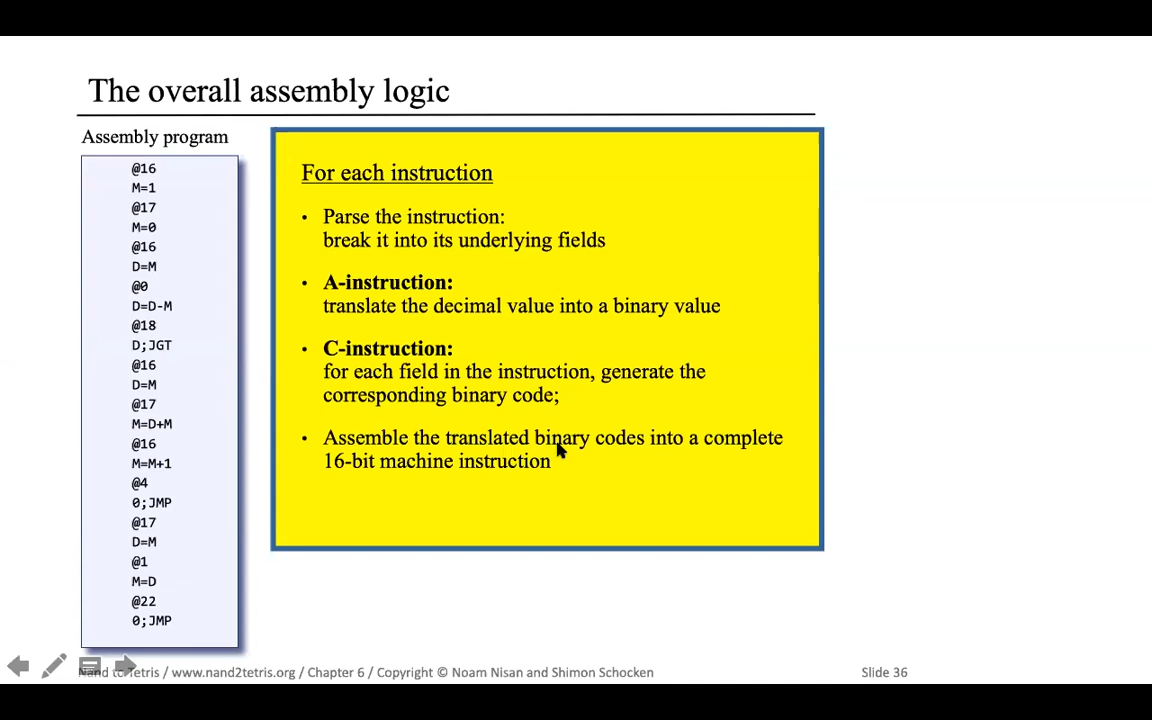 The overall assembly logic
Assembly program
@16
M=1
@17
M=0
@16
D=M
@0
D=D-M
@18
D;JGT
@16
D=M
@17
M=D+M
@16
M=M+1
@4
0;JMP
@17
D=M
@1
M=D
@22
0;JMP
For each instruction
• Parse the instruction:
break it into its underlying fields
• A-instruction:
translate the decimal value into a binary value
• C-instruction:
for each field in the instruction, generate the
corresponding binary code;
• Assemble the translated binary codes into a complete
16-bit machine instruction
Nand to Tetris / www.nand2tetris.org / Chapter 6 / Copyright © Noam Nisan and Shimon Schocken
Slide 36